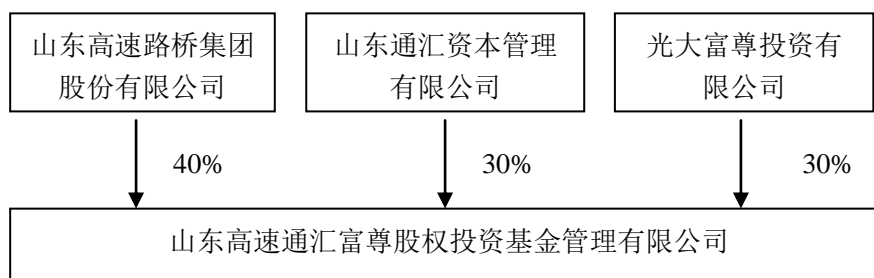 山东高速路桥集团
股份有限公司
山东通汇资本管理
有限公司
光大富尊投资有
限公司
40%
30%
30%
山东高速通汇富尊股权投资基金管理有限公司